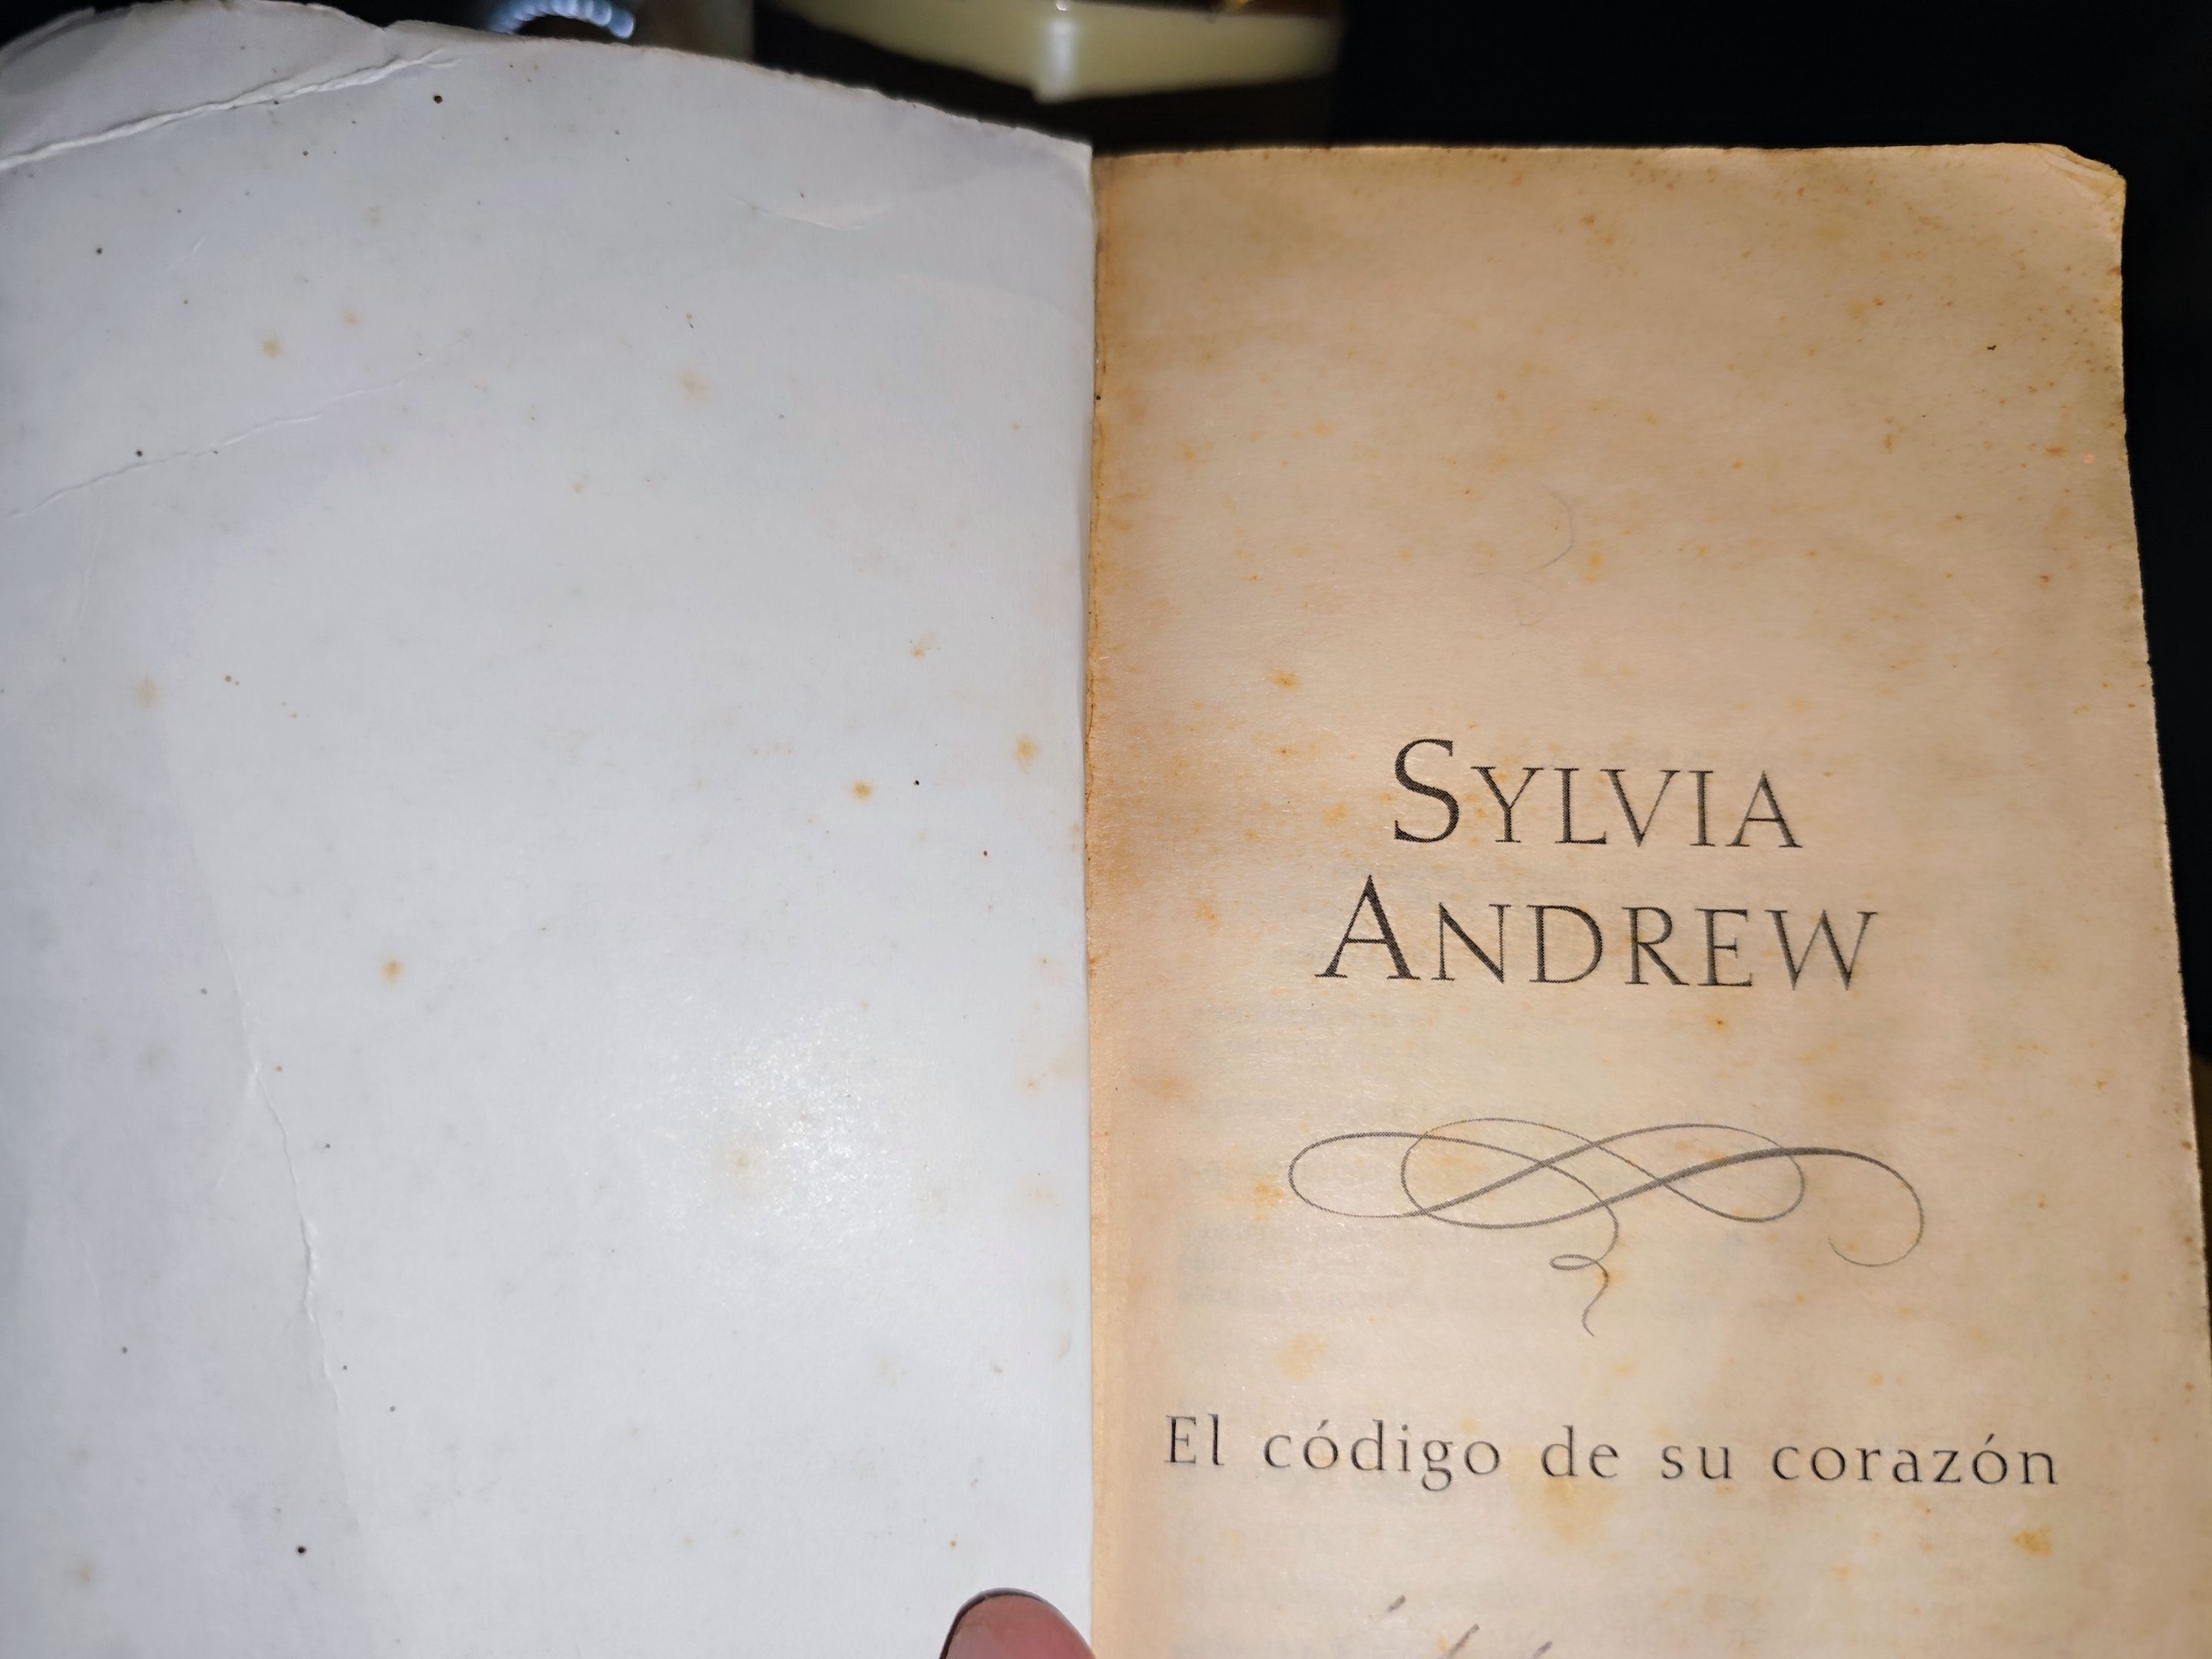 SYLVIA
ANDREW
El código de su corazón